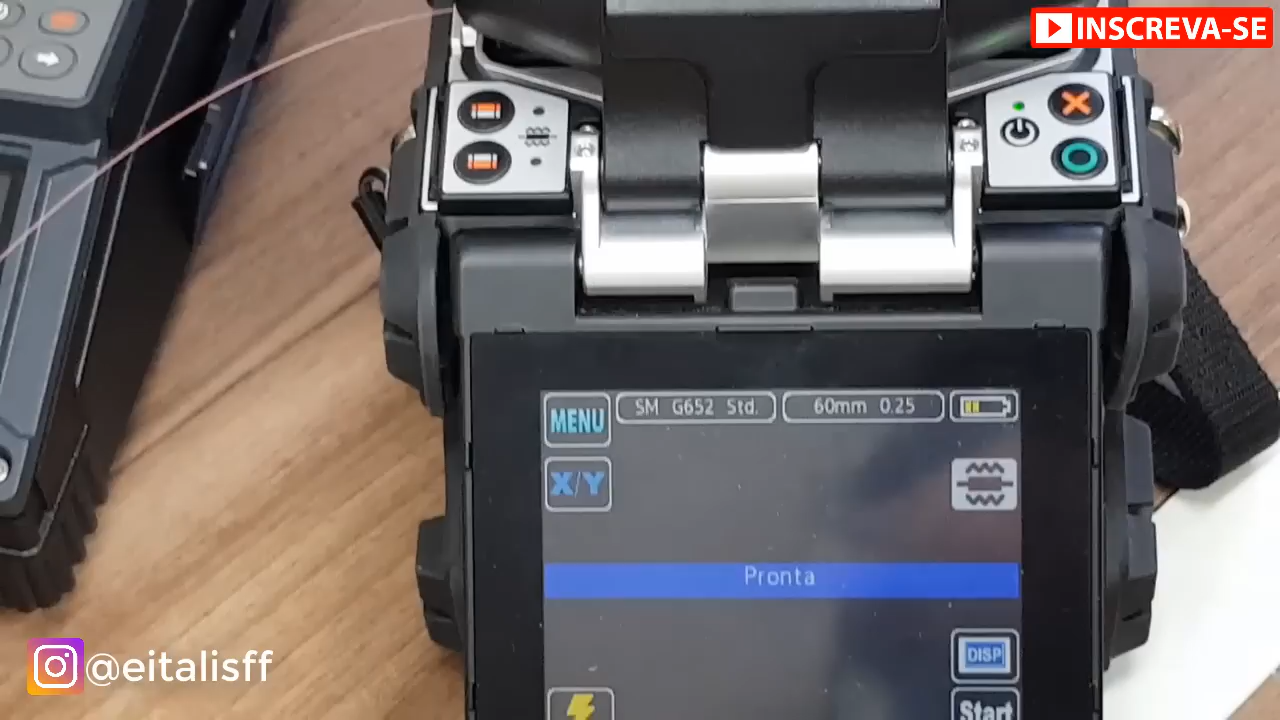 INSCREVA-SE
MENU
SM G652 Std.
60mm 0.25
X/Y
Pronta
DISP
Start
@eitalisff